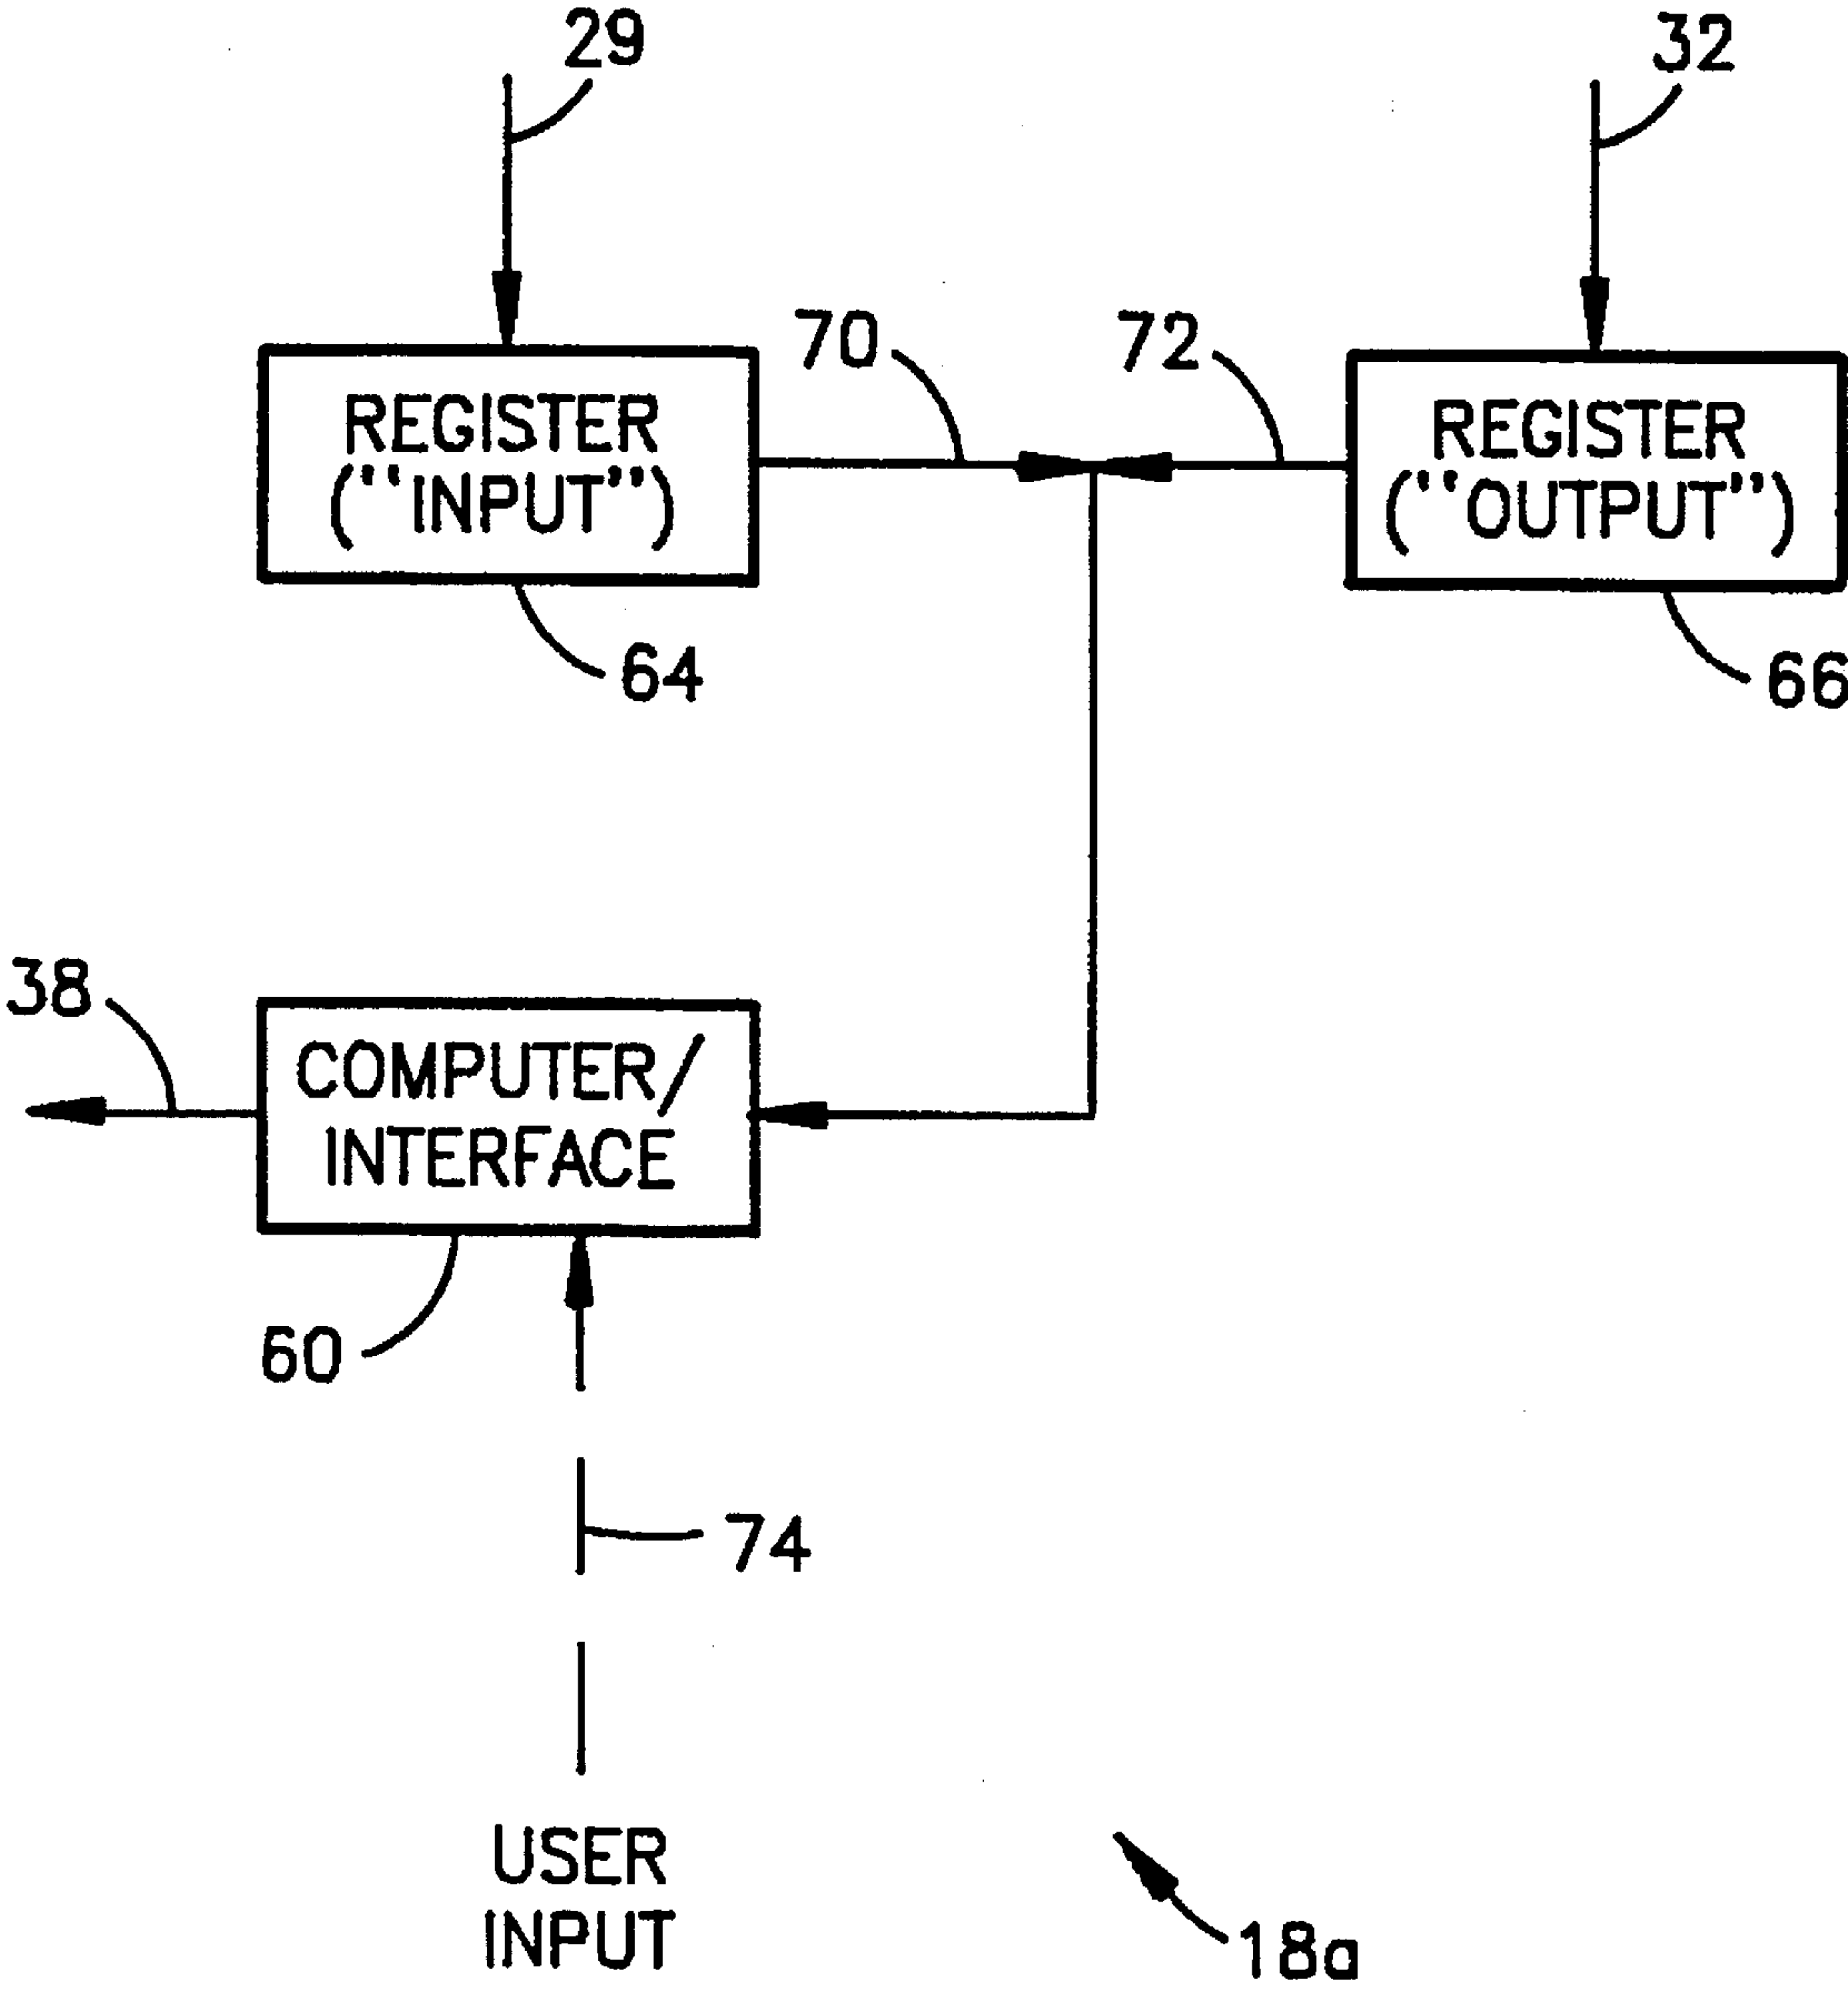 29
32
70
72
REGISTER
(""INPUT"")
REGISTER
(""OUTPUT"")
64
66
38
COMPUTER/
INTERFACE
60
74
USER
INPUT
18a